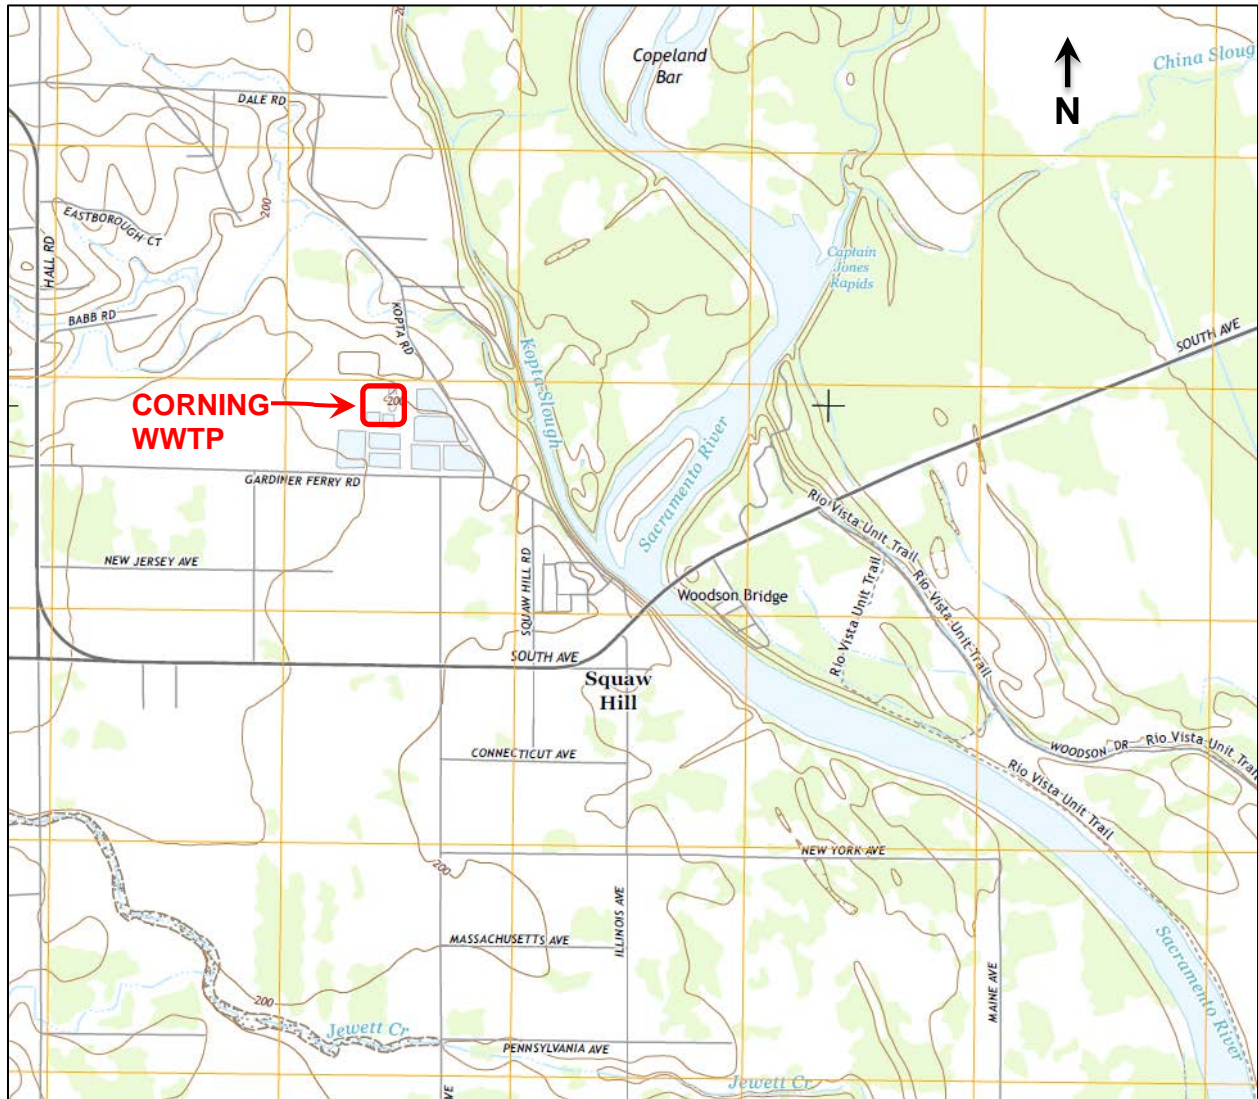 20
Copeland
Bar
N
China Sloug
DALE RD
200
EASTBOROUGH CT
HALL RD
Captain
Jones
Rapids
BABB RD
KOPTA RD
SOUTH AVE
Kopta Slough
CORNING
WWTP
200
Sacramento River
GARDINER FERRY RD
Rio Vista Unit Trail
NEW JERSEY AVE
SQUAW HILL RD
Woodson Bridge
Rio Vista Unit Trail
Rio Vista Unit Trail
SOUTH AVE
Squaw
Hill
CONNECTICUT AVE
WOODSON DR
Rio Vista Unit Trail
Rio Vista Unit Trail
200
NEW YORK AVE
ILLINOIS AVE
MASSACHUSETTS AVE
MAINE AVE
Sacramento River
200
Jewett Cr
PENNSYLVANIA AVE
Jewett Cr
VE